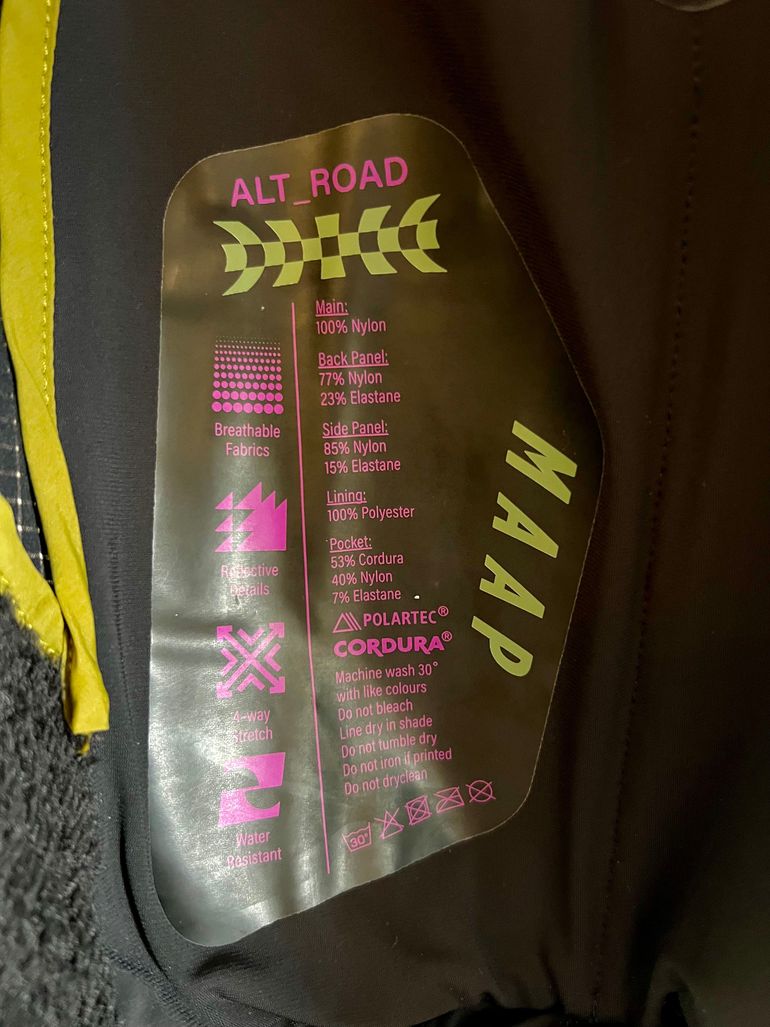 ALT_ROAD
Breathable
Fabrics
Reflective
Details
4-way
stretch
Water
Resistant
Main:
100% Nylon
Back Panel:
77% Nylon
23% Elastane
Side Panel:
85% Nylon
15% Elastane
Lining:
100% Polyester
Pocket:
53% Cordura
40% Nylon
7% Elastane
POLARTEC®
CORDURA®
Machine wash 30°
with like colours
Do not bleach
Line dry in shade
Do not tumble dry
Do not iron if printed
Do not dryclean
30°
MAAP